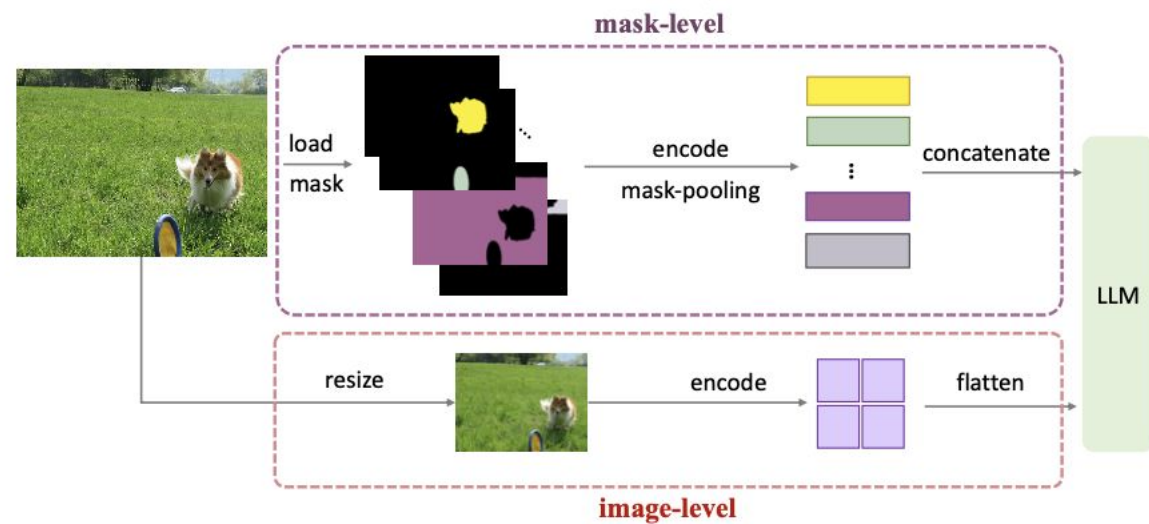 mask-level
load
mask
encode
mask-pooling
concatenate
LLM
resize
encode
flatten
image-level